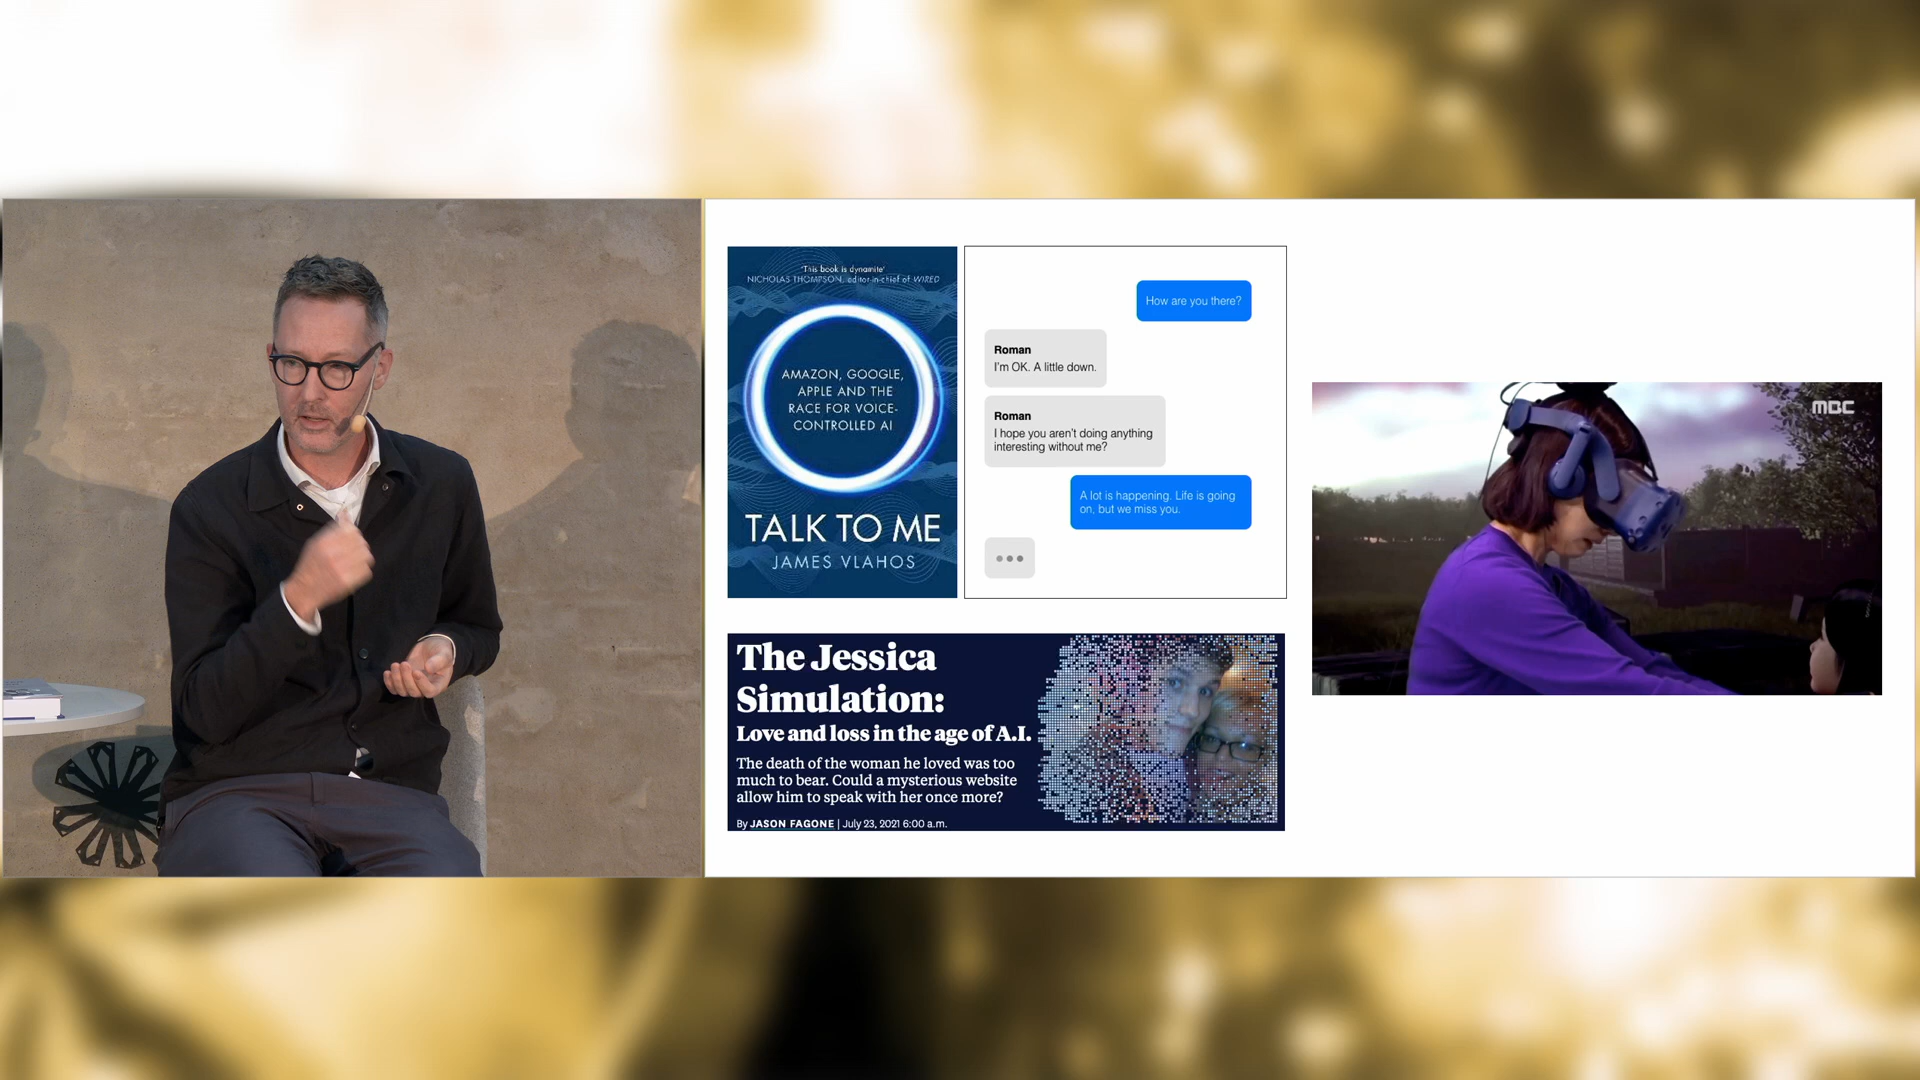 'This book is dynamite'
NICHOLAS THOMPSON, editor-in-chief of WIRED
AMAZON, GOOGLE,
APPLE AND THE
RACE FOR VOICE-
CONTROLLED AI
TALK TO ME
JAMES VLAHOS
How are you there?
Roman
I'm OK. A little down.
Roman
I hope you aren't doing anything
interesting without me?
A lot is happening. Life is going
on, but we miss you.
The Jessica
Simulation:
Love and loss in the age of A.I.
The death of the woman he loved was too
much to bear. Could a mysterious website
allow him to speak with her once more?
By JASON FAGONE | July 23, 2021 6:00 a.m.
MBC